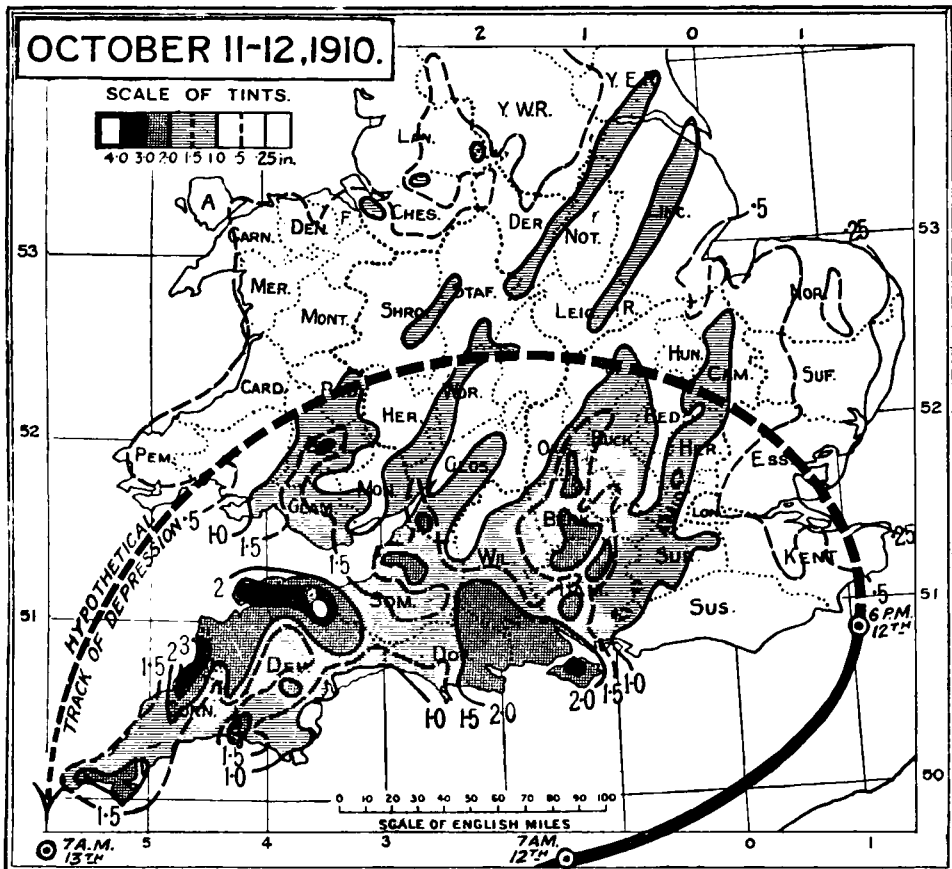 OCTOBER 11-12, 1910.
2 1 0 1
SCALE OF TINTS.
4.0 3.0 2.0 1.5 1.0 .5 .25 in.
Y.E.R.
Y.W.R.
LAN.
A
CARN.
DEN.
F
CHES.
DER.
NOT.
LINC.
.5
.25
53
53
MER.
MONT.
SHRO.
STAF.
LEIC.
R.
NOR.
HUN.
CAM.
SUF.
CARD.
RAD.
HER.
WOR.
BED.
BUCK
52
52
PEM.
GLOS.
O
HER.
ESS.
MON.
GLAM.
BERK
LON.
.5
1.0
1.5
1.5
WIL
SUR.
KENT
.25
HYPOTHETICAL
TRACK OF DEPRESSION
2
51
51
SOM.
SUS.
.5
6 P.M.
12TH
1.5
2
3
DEV.
DOR.
CORN.
1.0 1.5 2.0
2.0 1.5 1.0
1.5
1.0
1.5
50
0 10 20 30 40 50 60 70 80 90 100
SCALE OF ENGLISH MILES
7 A.M.
13TH
5 4 3
7 AM.
12TH
0 1